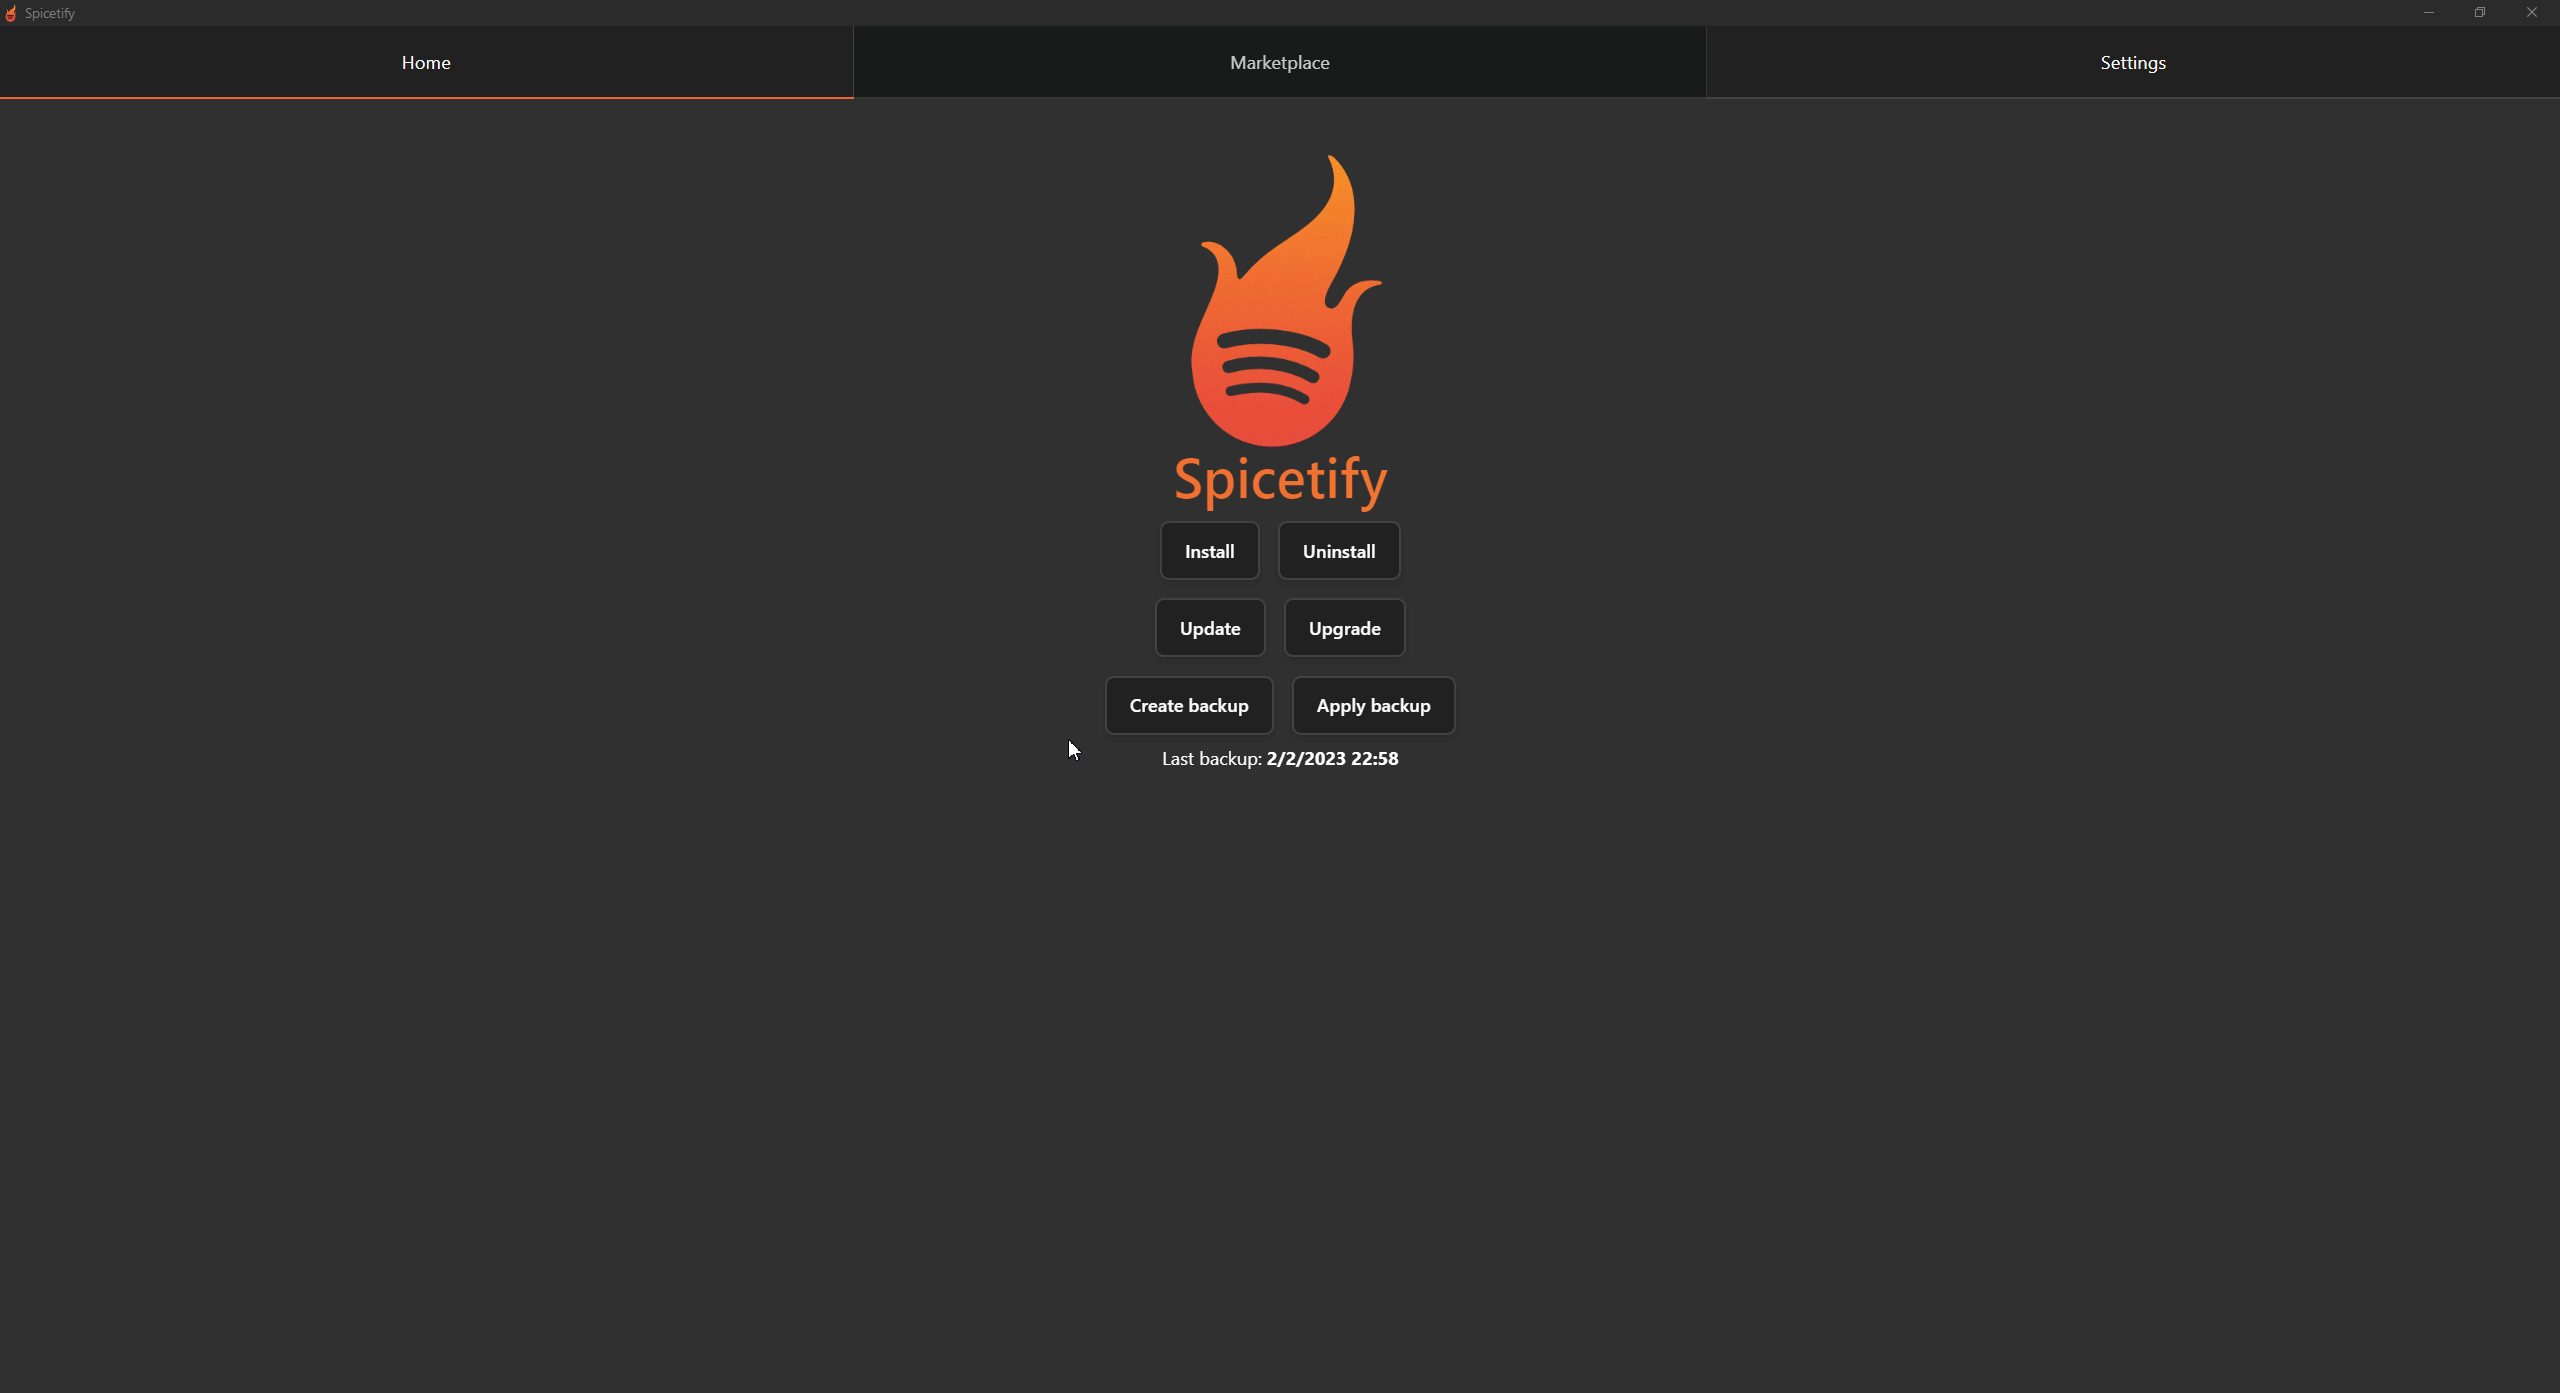 Spicetify
Home Marketplace Settings
Spicetify
Install Uninstall
Update Upgrade
Create backup Apply backup
Last backup: 2/2/2023 22:58